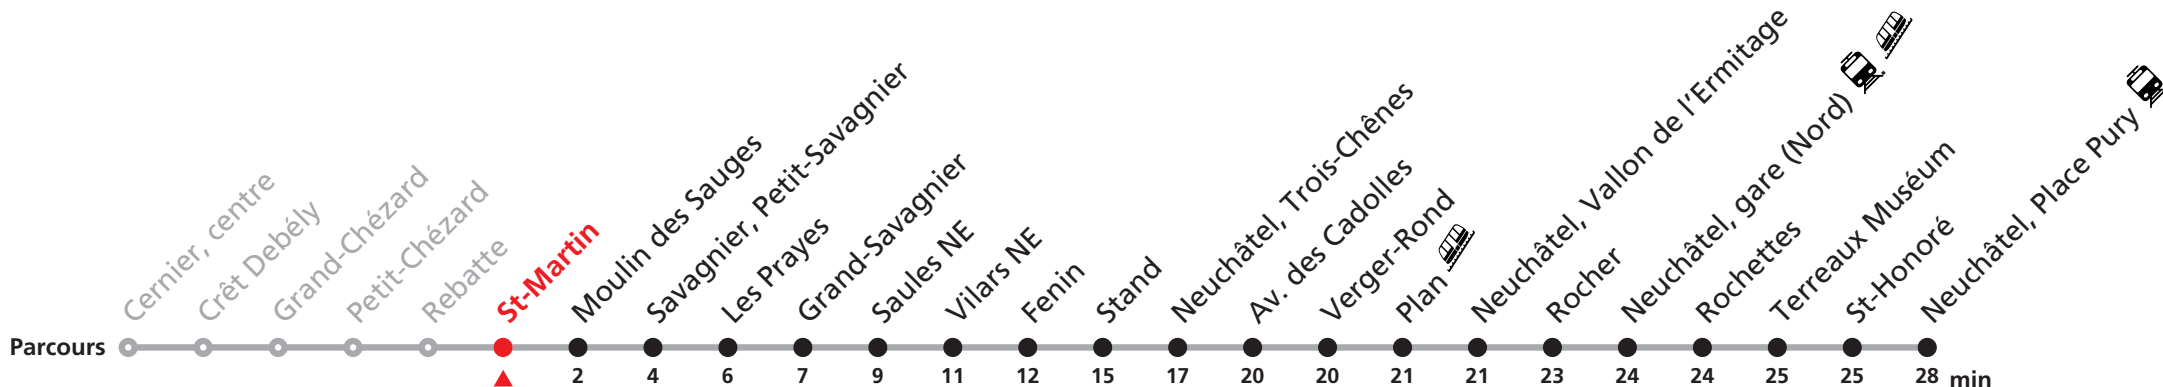 Cernier, centre
Crêt Debély
Grand-Chézard
Petit-Chézard
Rebatte
St-Martin
Moulin des Sauges
Savagnier, Petit-Savagnier
Les Prayes
Grand-Savagnier
Saules NE
Vilars NE
Fenin
Stand
Neuchâtel, Trois-Chênes
Av. des Cadolles
Verger-Rond
Plan
Neuchâtel, Vallon de l'Ermitage
Rocher
Neuchâtel, gare (Nord)
Rochettes
Terreaux Muséum
St-Honoré
Neuchâtel, Place Pury
Parcours
2 4 6 7 9 11 12 15 17 20 20 21 21 23 24 24 25 25 28 min